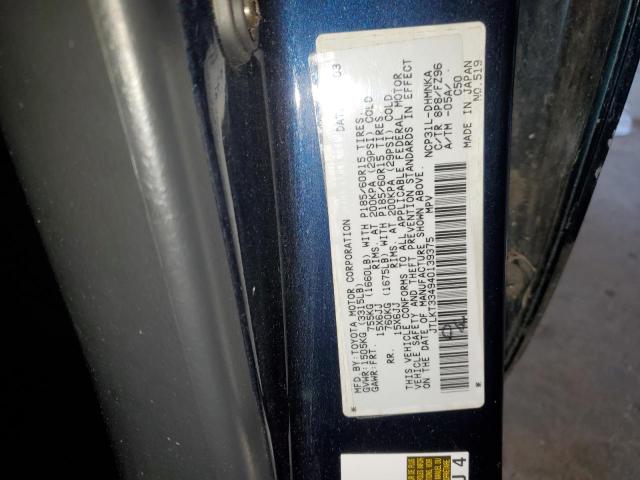 MFD.BY:TOYOTA MOTOR CORPORATION
DAT 03
GVWR:1505KG (3315LB)
GAWR:FRT. 755KG (1660LB) WITH P185/60R15 TIRES,
15X6JJ RIMS, AT 200KPA (29PSI) COLD.
RR. 760KG (1675LB) WITH P185/60R15 TIRES,
15X6JJ RIMS, AT 200KPA (29PSI) COLD.
THIS VEHICLE CONFORMS TO ALL APPLICABLE FEDERAL MOTOR
VEHICLE SAFETY AND THEFT PREVENTION STANDARDS IN EFFECT
ON THE DATE OF MANUFACTURE SHOWN ABOVE.
JTLKT334940139375 MPV
NCP31L-DHMNKA
C/TR 8P8/FZ96
A/TM -05A/
C50
MADE IN JAPAN
* * NO.519
U 4